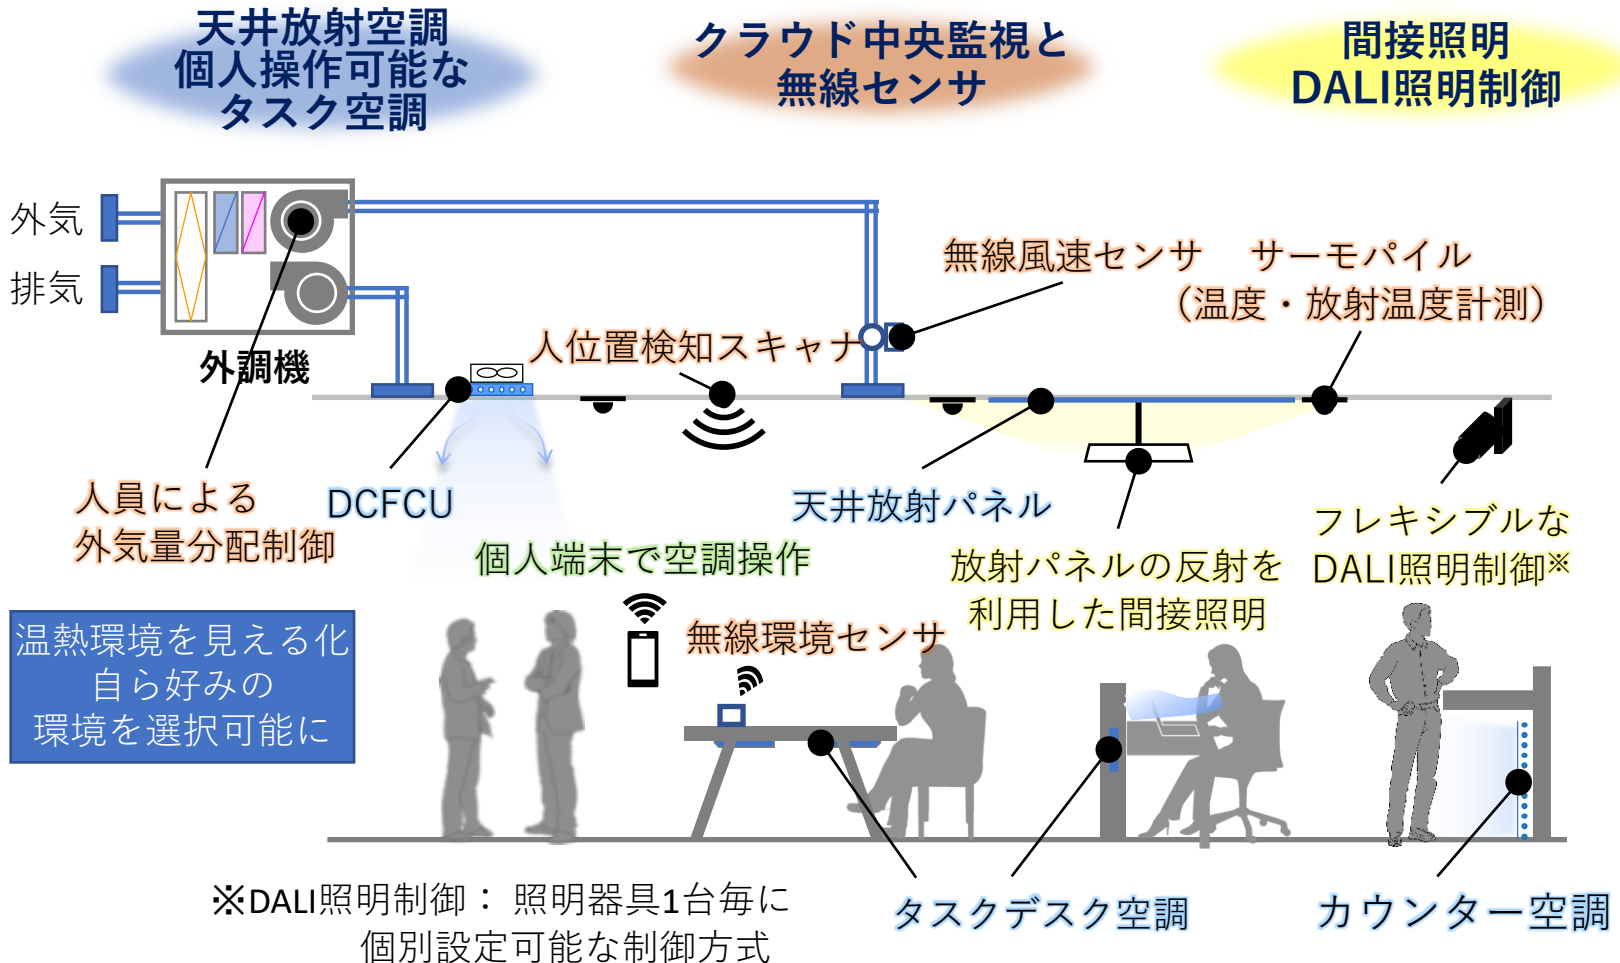 天井放射空調
個人操作可能な
タスク空調
クラウド中央監視と
無線センサ
間接照明
DALI照明制御
外気
排気
外調機
無線風速センサ
サーモパイル
（温度・放射温度計測）
人位置検知スキャナ
人員による
外気量分配制御
DCFCU
天井放射パネル
フレキシブルな
DALI照明制御※
個人端末で空調操作
放射パネルの反射を
利用した間接照明
温熱環境を見える化
自ら好みの
環境を選択可能に
無線環境センサ
※DALI照明制御： 照明器具1台毎に
個別設定可能な制御方式
タスクデスク空調
カウンター空調